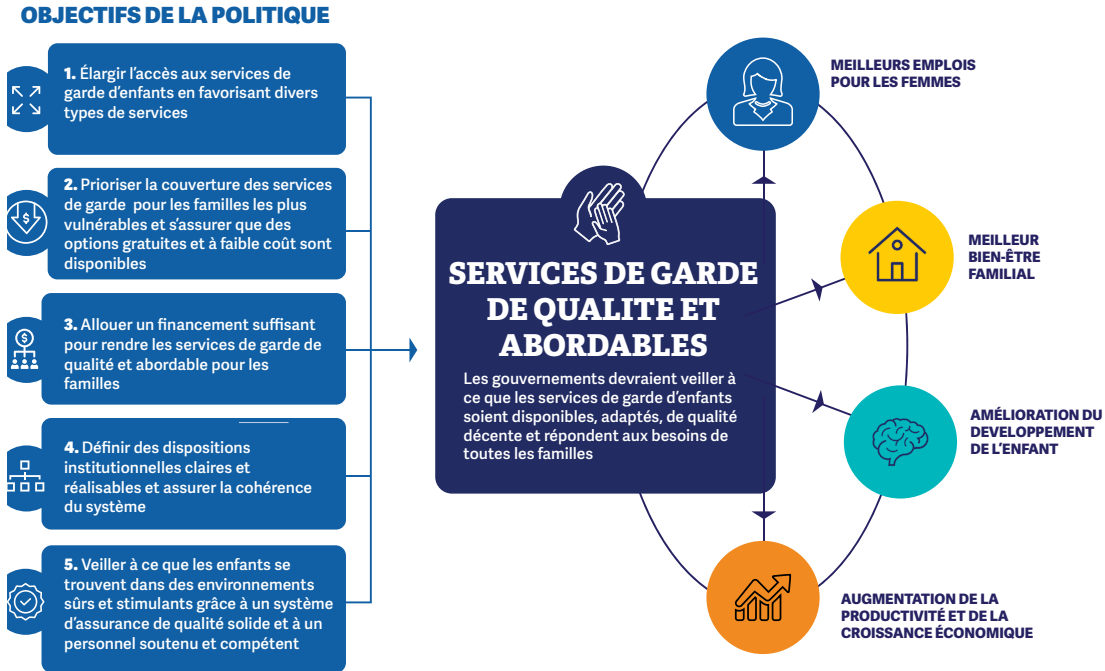 OBJECTIFS DE LA POLITIQUE
1. Élargir l'accès aux services de
garde d'enfants en favorisant divers
types de services
2. Prioriser la couverture des services
de garde pour les familles les plus
vulnérables et s'assurer que des
options gratuites et à faible coût sont
disponibles
3. Allouer un financement suffisant
pour rendre les services de garde de
qualité et abordable pour les
familles
4. Définir des dispositions
institutionnelles claires et
réalisables et assurer la cohérence
du système
5. Veiller à ce que les enfants se
trouvent dans des environnements
sûrs et stimulants grâce à un système
d'assurance de qualité solide et à un
personnel soutenu et compétent
SERVICES DE GARDE
DE QUALITE ET
ABORDABLES
Les gouvernements devraient veiller à
ce que les services de garde d'enfants
soient disponibles, adaptés, de qualité
décente et répondent aux besoins de
toutes les familles
MEILLEURS EMPLOIS
POUR LES FEMMES
MEILLEUR
BIEN-ÊTRE
FAMILIAL
AMÉLIORATION DU
DEVELOPPEMENT
DE L'ENFANT
AUGMENTATION DE LA
PRODUCTIVITÉ ET DE LA
CROISSANCE ÉCONOMIQUE